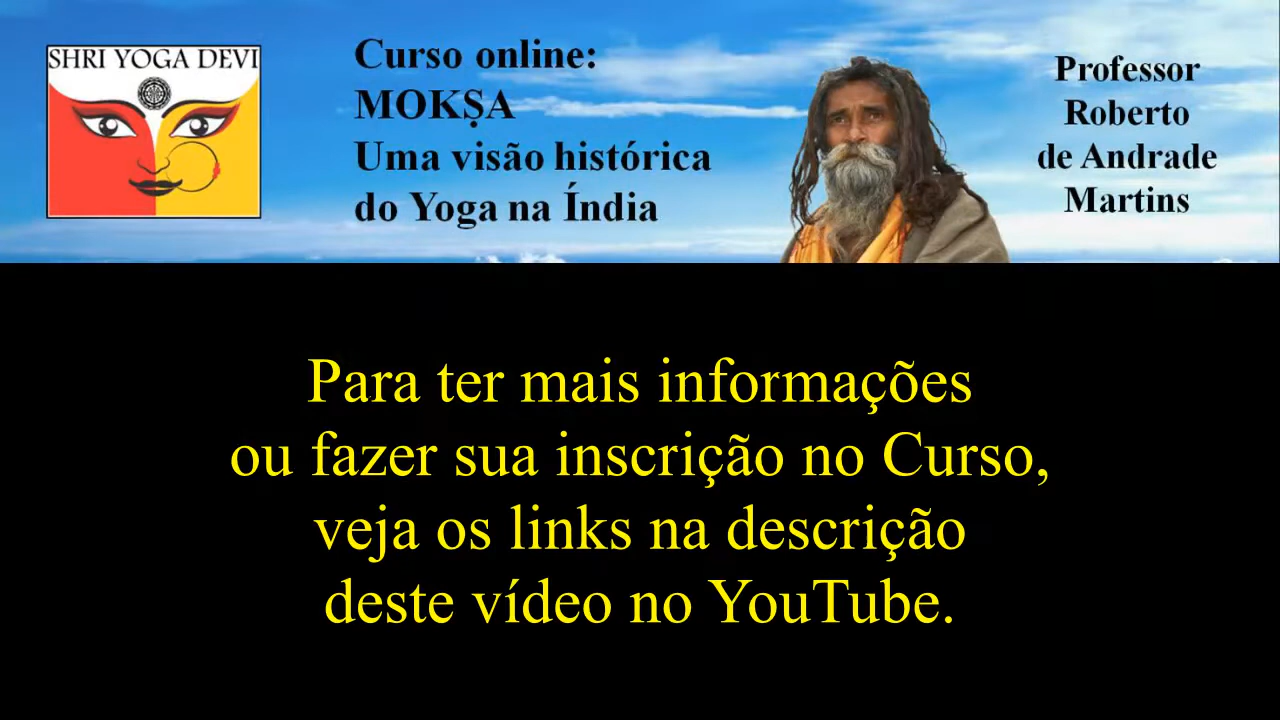 SHRI YOGA DEVI
Curso online:
MOKṢA
Uma visão histórica
do Yoga na Índia
Professor
Roberto
de Andrade
Martins
Para ter mais informações
ou fazer sua inscrição no Curso,
veja os links na descrição
deste vídeo no YouTube.